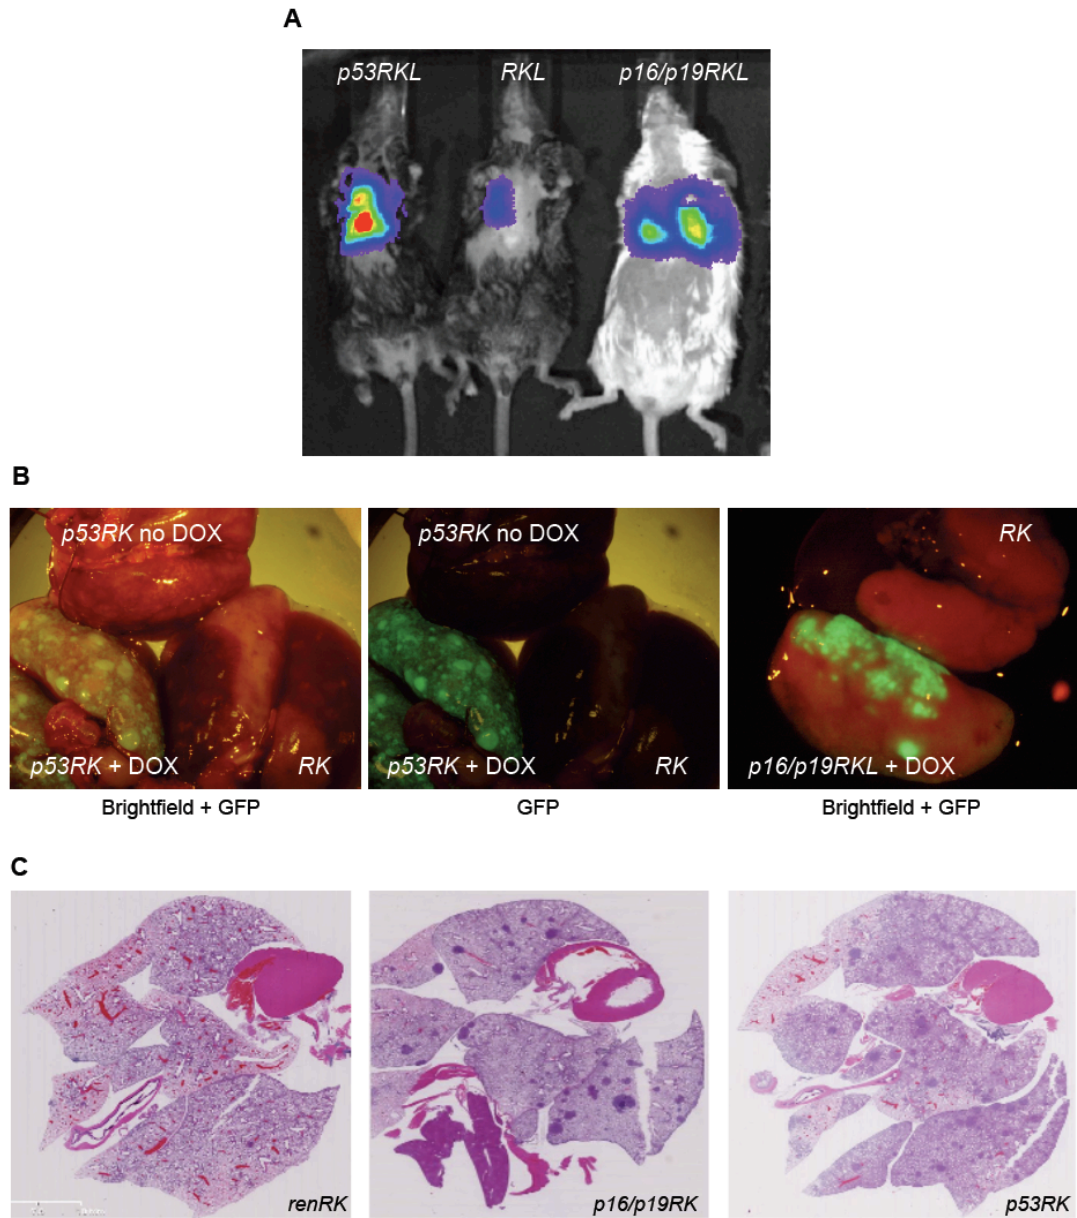 A
p53RKL RKL p16/p19RKL
B
p53RK no DOX
p53RK + DOX RK
Brightfield + GFP
p53RK no DOX
p53RK + DOX RK
GFP
RK
p16/p19RKL + DOX
Brightfield + GFP
C
renRK
p16/p19RK
p53RK